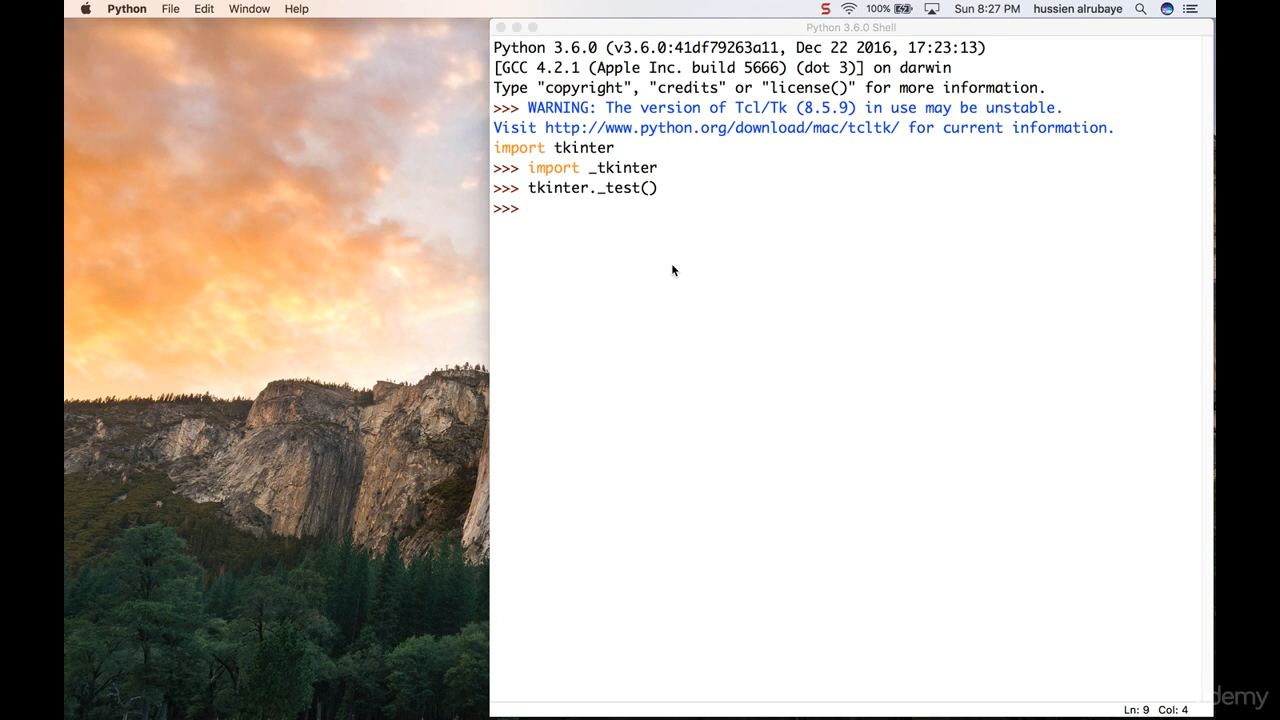 Python File Edit Window Help
S 100% Sun 8:27 PM hussien alrubaye
Python 3.6.0 Shell
Python 3.6.0 (v3.6.0:41df79263a11, Dec 22 2016, 17:23:13)
[GCC 4.2.1 (Apple Inc. build 5666) (dot 3)] on darwin
Type "copyright", "credits" or "license()" for more information.
>>> WARNING: The version of Tcl/Tk (8.5.9) in use may be unstable.
Visit http://www.python.org/download/mac/tcltk/ for current information.
import tkinter
>>> import _tkinter
>>> tkinter._test()
>>>
demy
Ln: 9 Col: 4